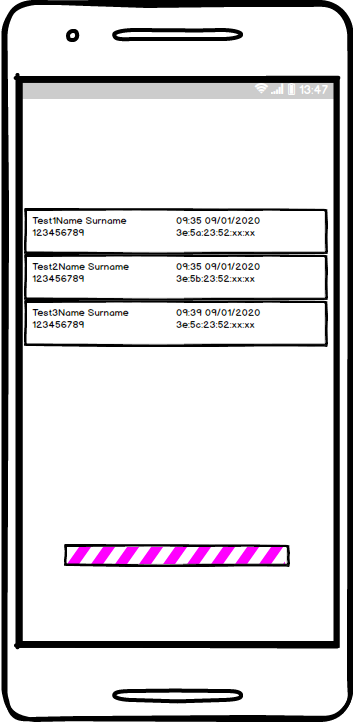 13:47
Test1Name Surname 09:35 09/01/2020
123456789 3e:5a:23:52:xx:xx
Test2Name Surname 09:35 09/01/2020
123456789 3e:5b:23:52:xx:xx
Test3Name Surname 09:39 09/01/2020
123456789 3e:5c:23:52:xx:xx